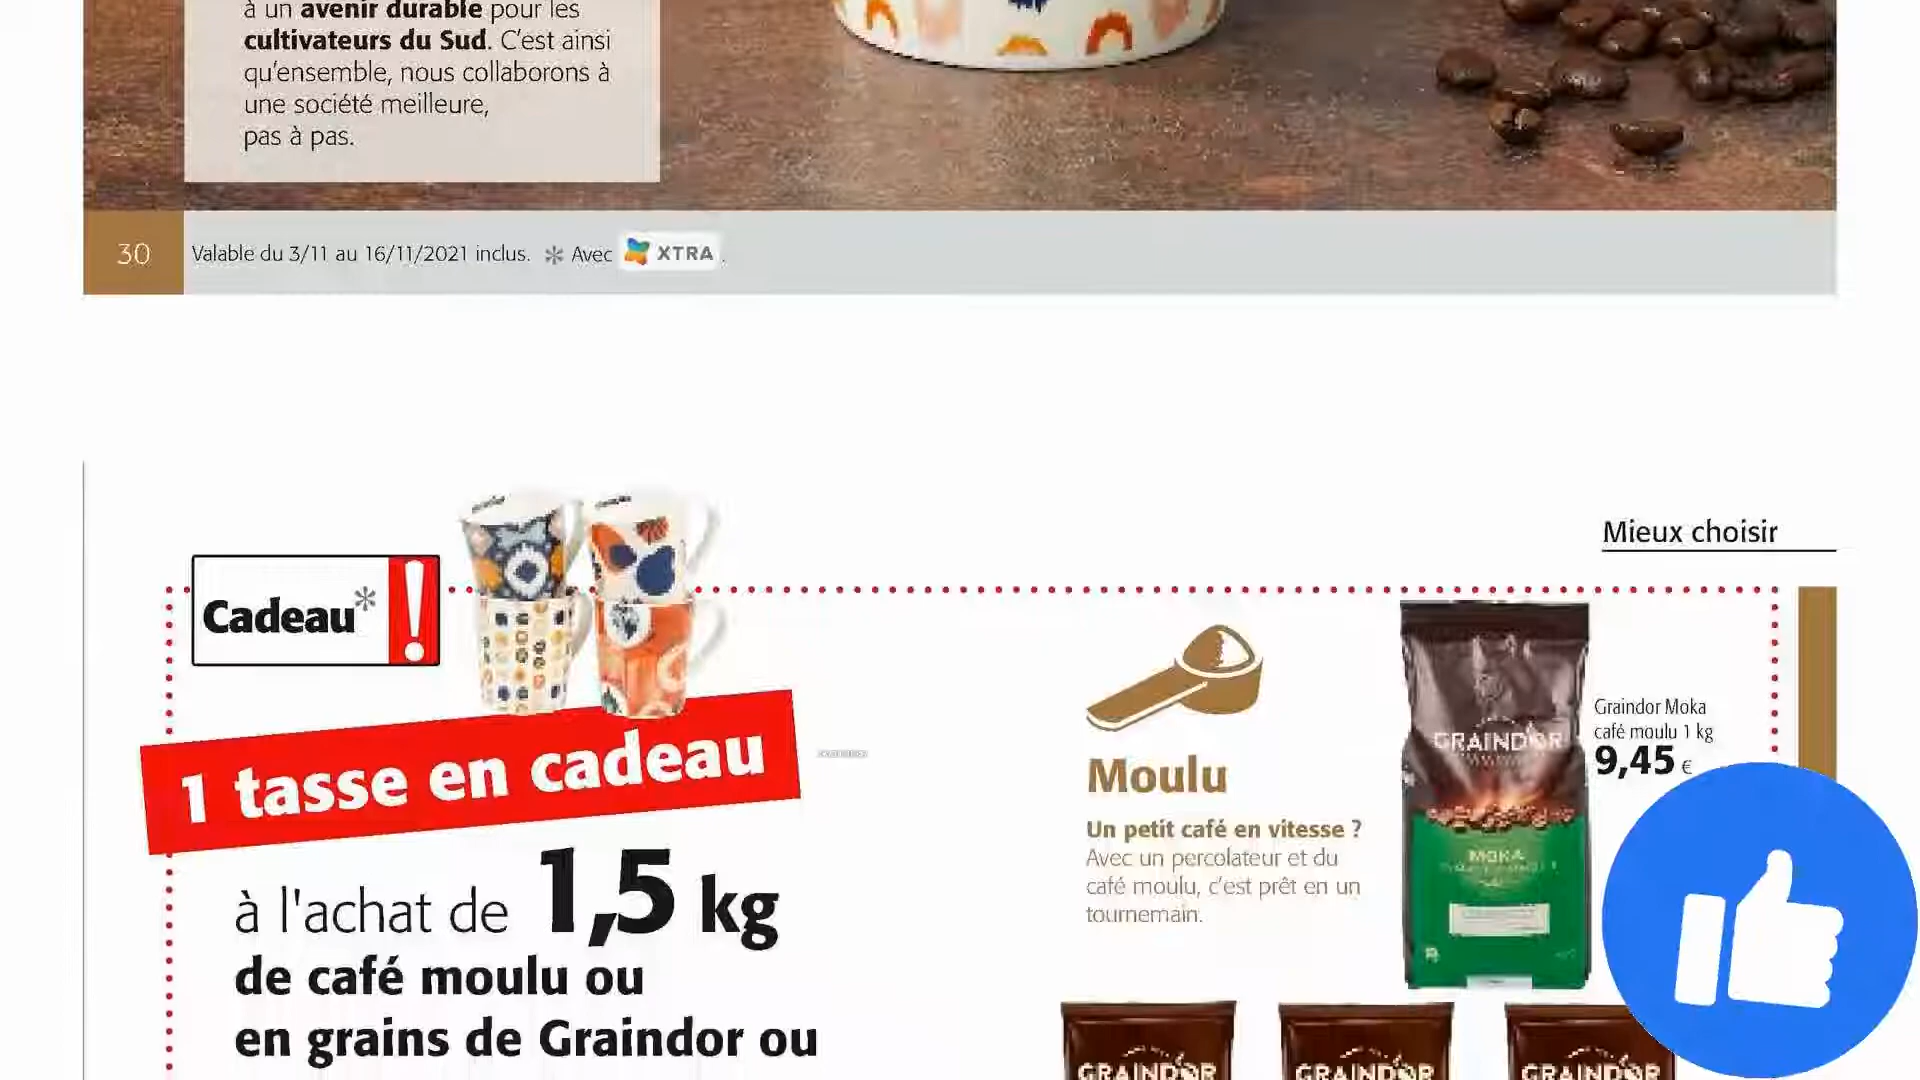 à un avenir durable pour les
cultivateurs du Sud. C'est ainsi
qu'ensemble, nous collaborons à
une société meilleure,
pas à pas.
30
Valable du 3/11 au 16/11/2021 inclus. * Avec XTRA.
Mieux choisir
Cadeau*!
1 tasse en cadeau
à l'achat de 1,5 kg
de café moulu ou
en grains de Graindor ou
Moulu
Un petit café en vitesse ?
Avec un percolateur et du
café moulu, c'est prêt en un
tournemain.
GRAINDOR
MOKA
Graindor Moka
café moulu 1 kg
9,45 €
GRAINDOR
GRAINDOR
GRAINDOR